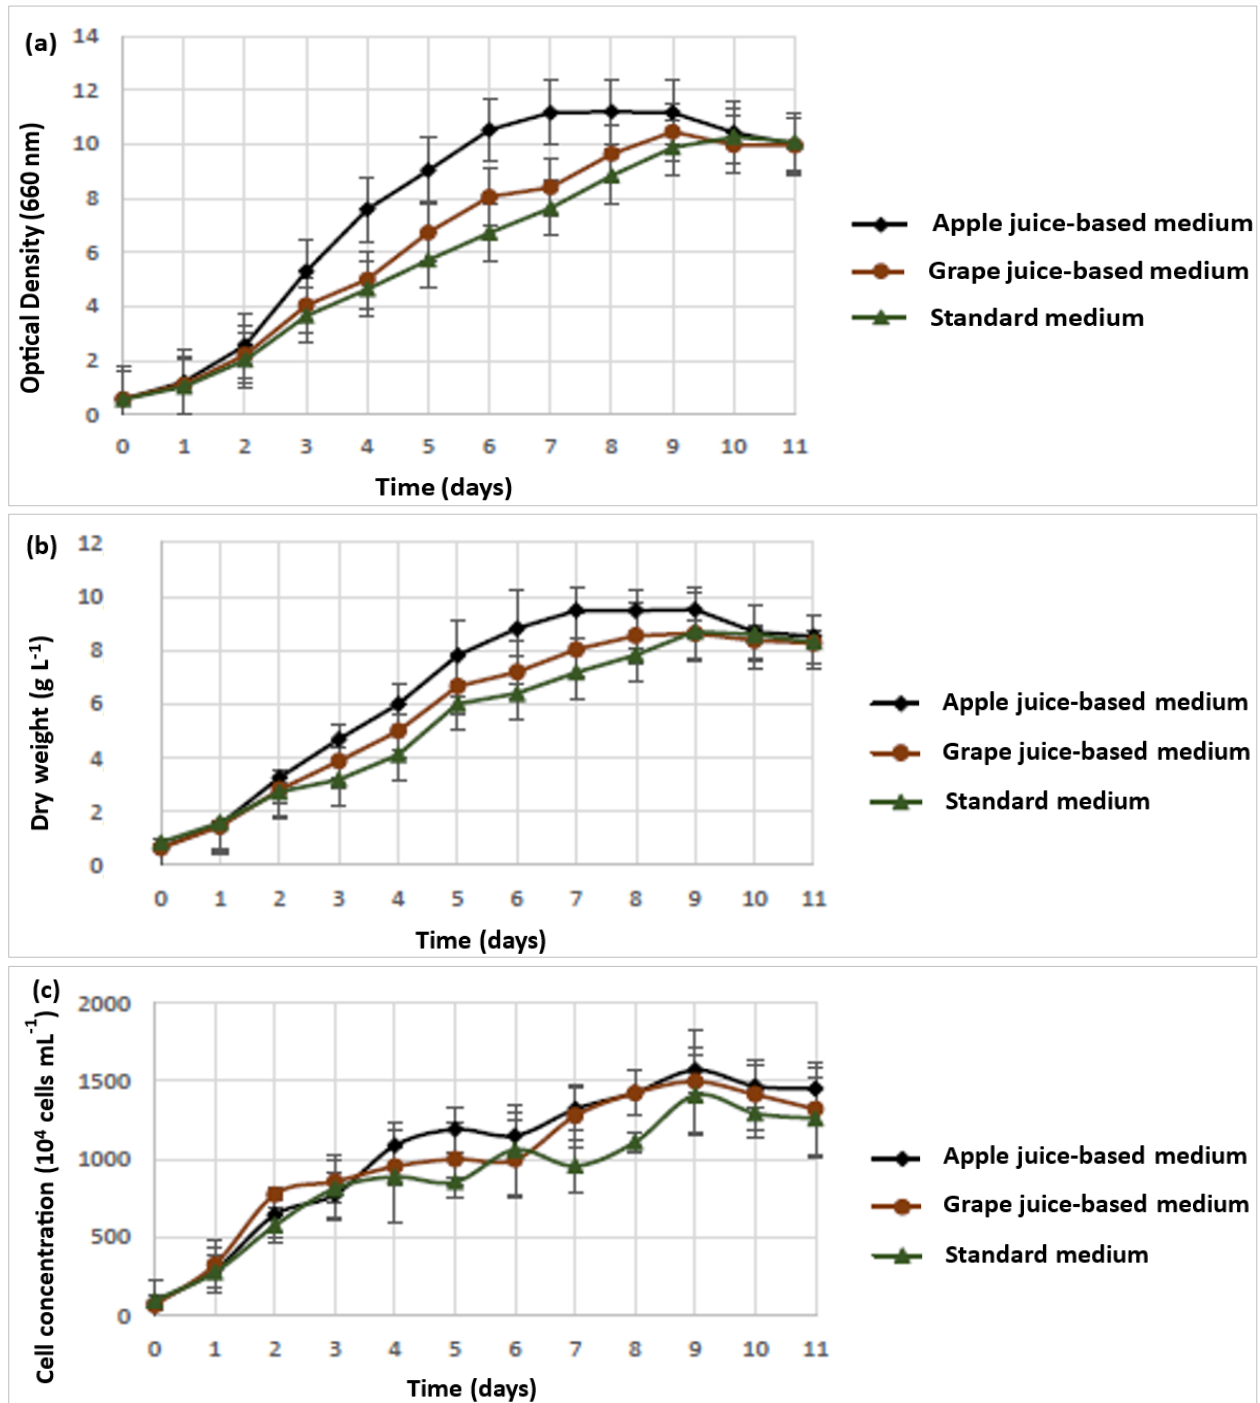 (a)
14
12
10
8
6
4
2
0
Optical Density (660 nm)
0 1 2 3 4 5 6 7 8 9 10 11
Time (days)
Apple juice-based medium
Grape juice-based medium
Standard medium
(b)
12
10
8
6
4
2
0
Dry weight (g L⁻¹)
0 1 2 3 4 5 6 7 8 9 10 11
Time (days)
Apple juice-based medium
Grape juice-based medium
Standard medium
(c)
2000
1500
1000
500
0
Cell concentration (10⁴ cells mL⁻¹)
0 1 2 3 4 5 6 7 8 9 10 11
Time (days)
Apple juice-based medium
Grape juice-based medium
Standard medium